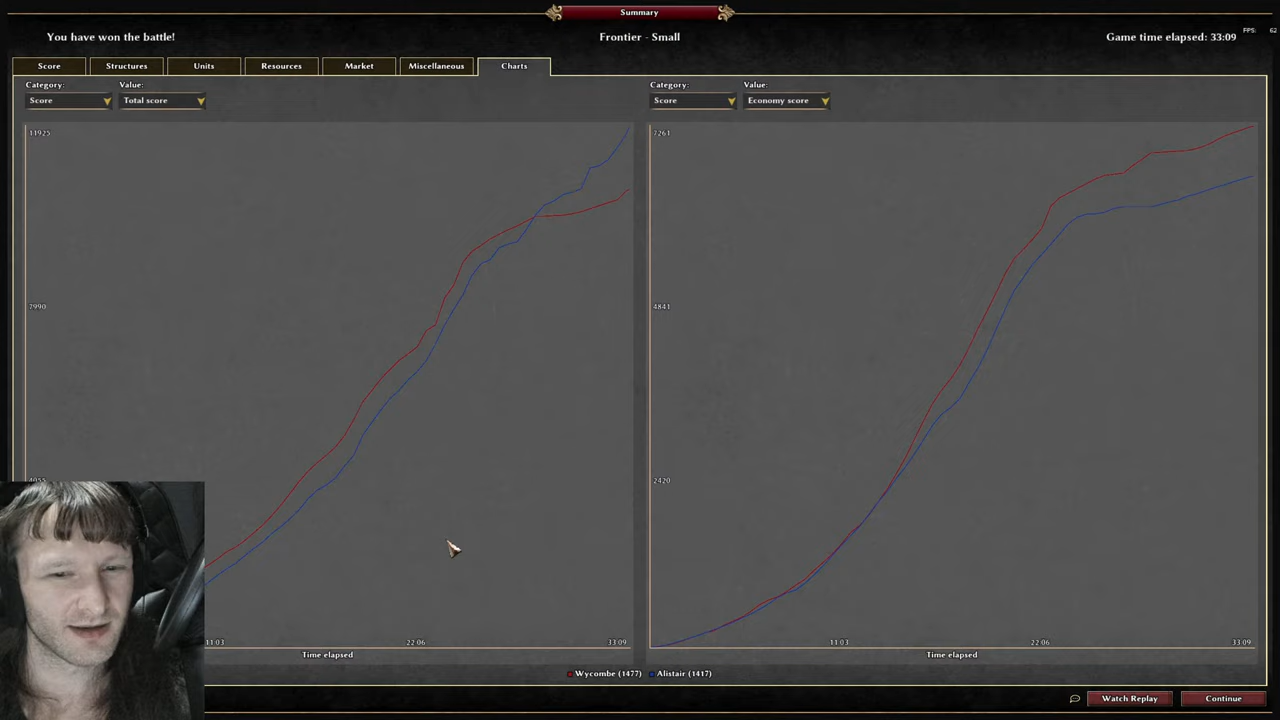 Summary
You have won the battle!
Frontier - Small
Game time elapsed: 33:09
FPS: 62
Score
Structures
Units
Resources
Market
Miscellaneous
Charts
Category:
Value:
Score
Total score
Category:
Value:
Score
Economy score
11925
7990
4055
11:03
22:06
33:09
Time elapsed
7261
4841
2420
11:03
22:06
33:09
Time elapsed
Wycombe (1477)
Alistair (1417)
Watch Replay
Continue